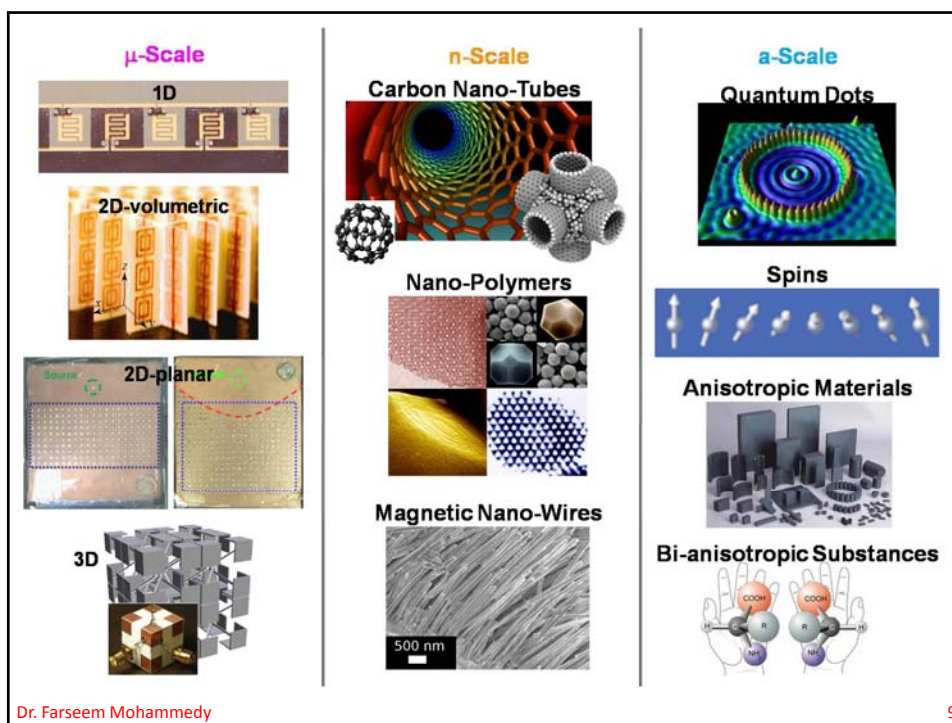 μ-Scale
1D
2D-volumetric
Z
2D-planar
Source
3D
n-Scale
Carbon Nano-Tubes
Nano-Polymers
Magnetic Nano-Wires
500 nm
a-Scale
Quantum Dots
Spins
Anisotropic Materials
Bi-anisotropic Substances
COOH COOH
H C R R C H
NH NH
Dr. Farseem Mohammedy
9